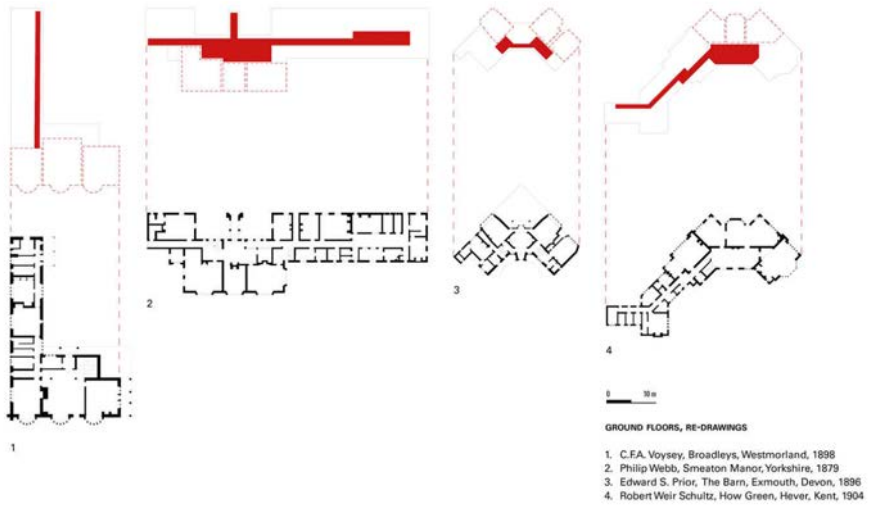 1
2
3
4
0 10 m
GROUND FLOORS, RE-DRAWINGS
1. C.F.A. Voysey, Broadleys, Westmorland, 1898
2. Philip Webb, Smeaton Manor, Yorkshire, 1879
3. Edward S. Prior, The Barn, Exmouth, Devon, 1896
4. Robert Weir Schultz, How Green, Hever, Kent, 1904